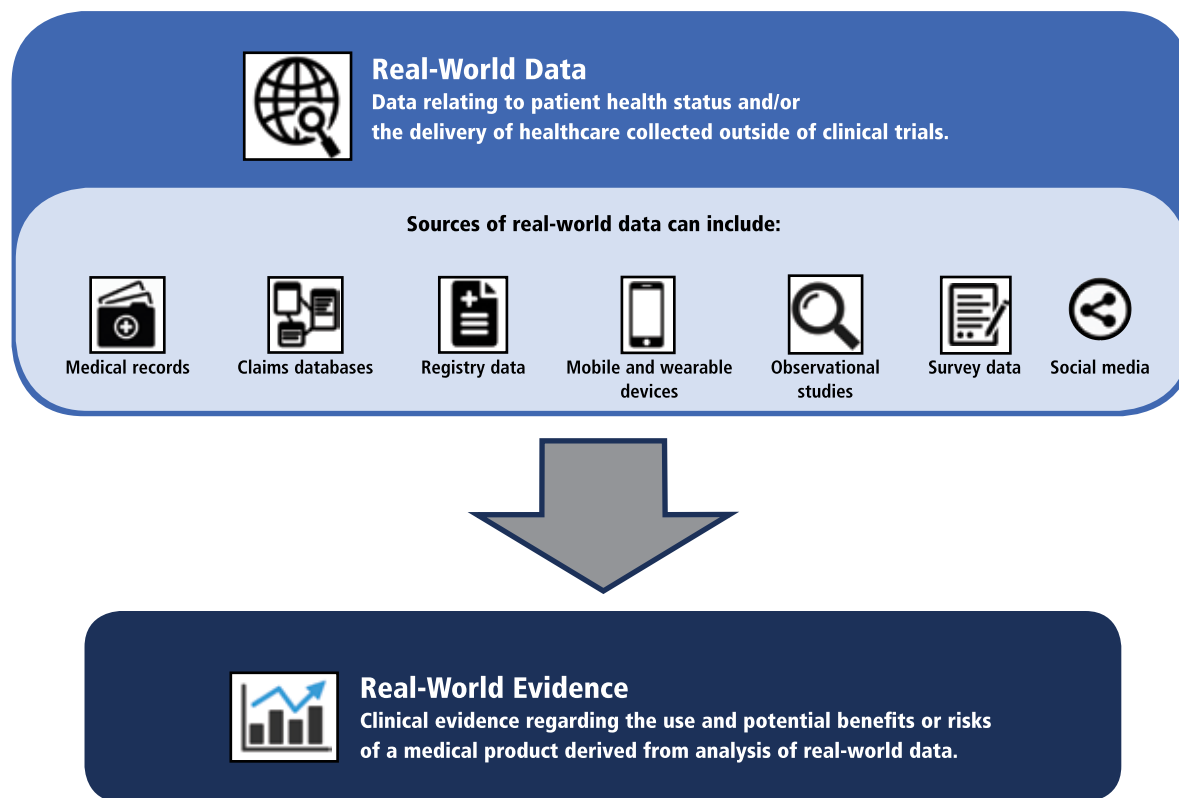 Real-World Data
Data relating to patient health status and/or
the delivery of healthcare collected outside of clinical trials.
Sources of real-world data can include:
Medical records
Claims databases
Registry data
Mobile and wearable
devices
Observational
studies
Survey data
Social media
Real-World Evidence
Clinical evidence regarding the use and potential benefits or risks
of a medical product derived from analysis of real-world data.